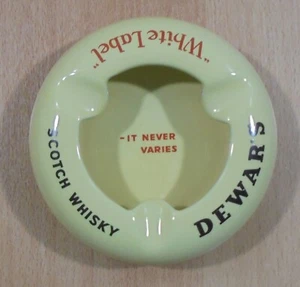 "White Label"
DEWAR'S
SCOTCH WHISKY
-IT NEVER
VARIES